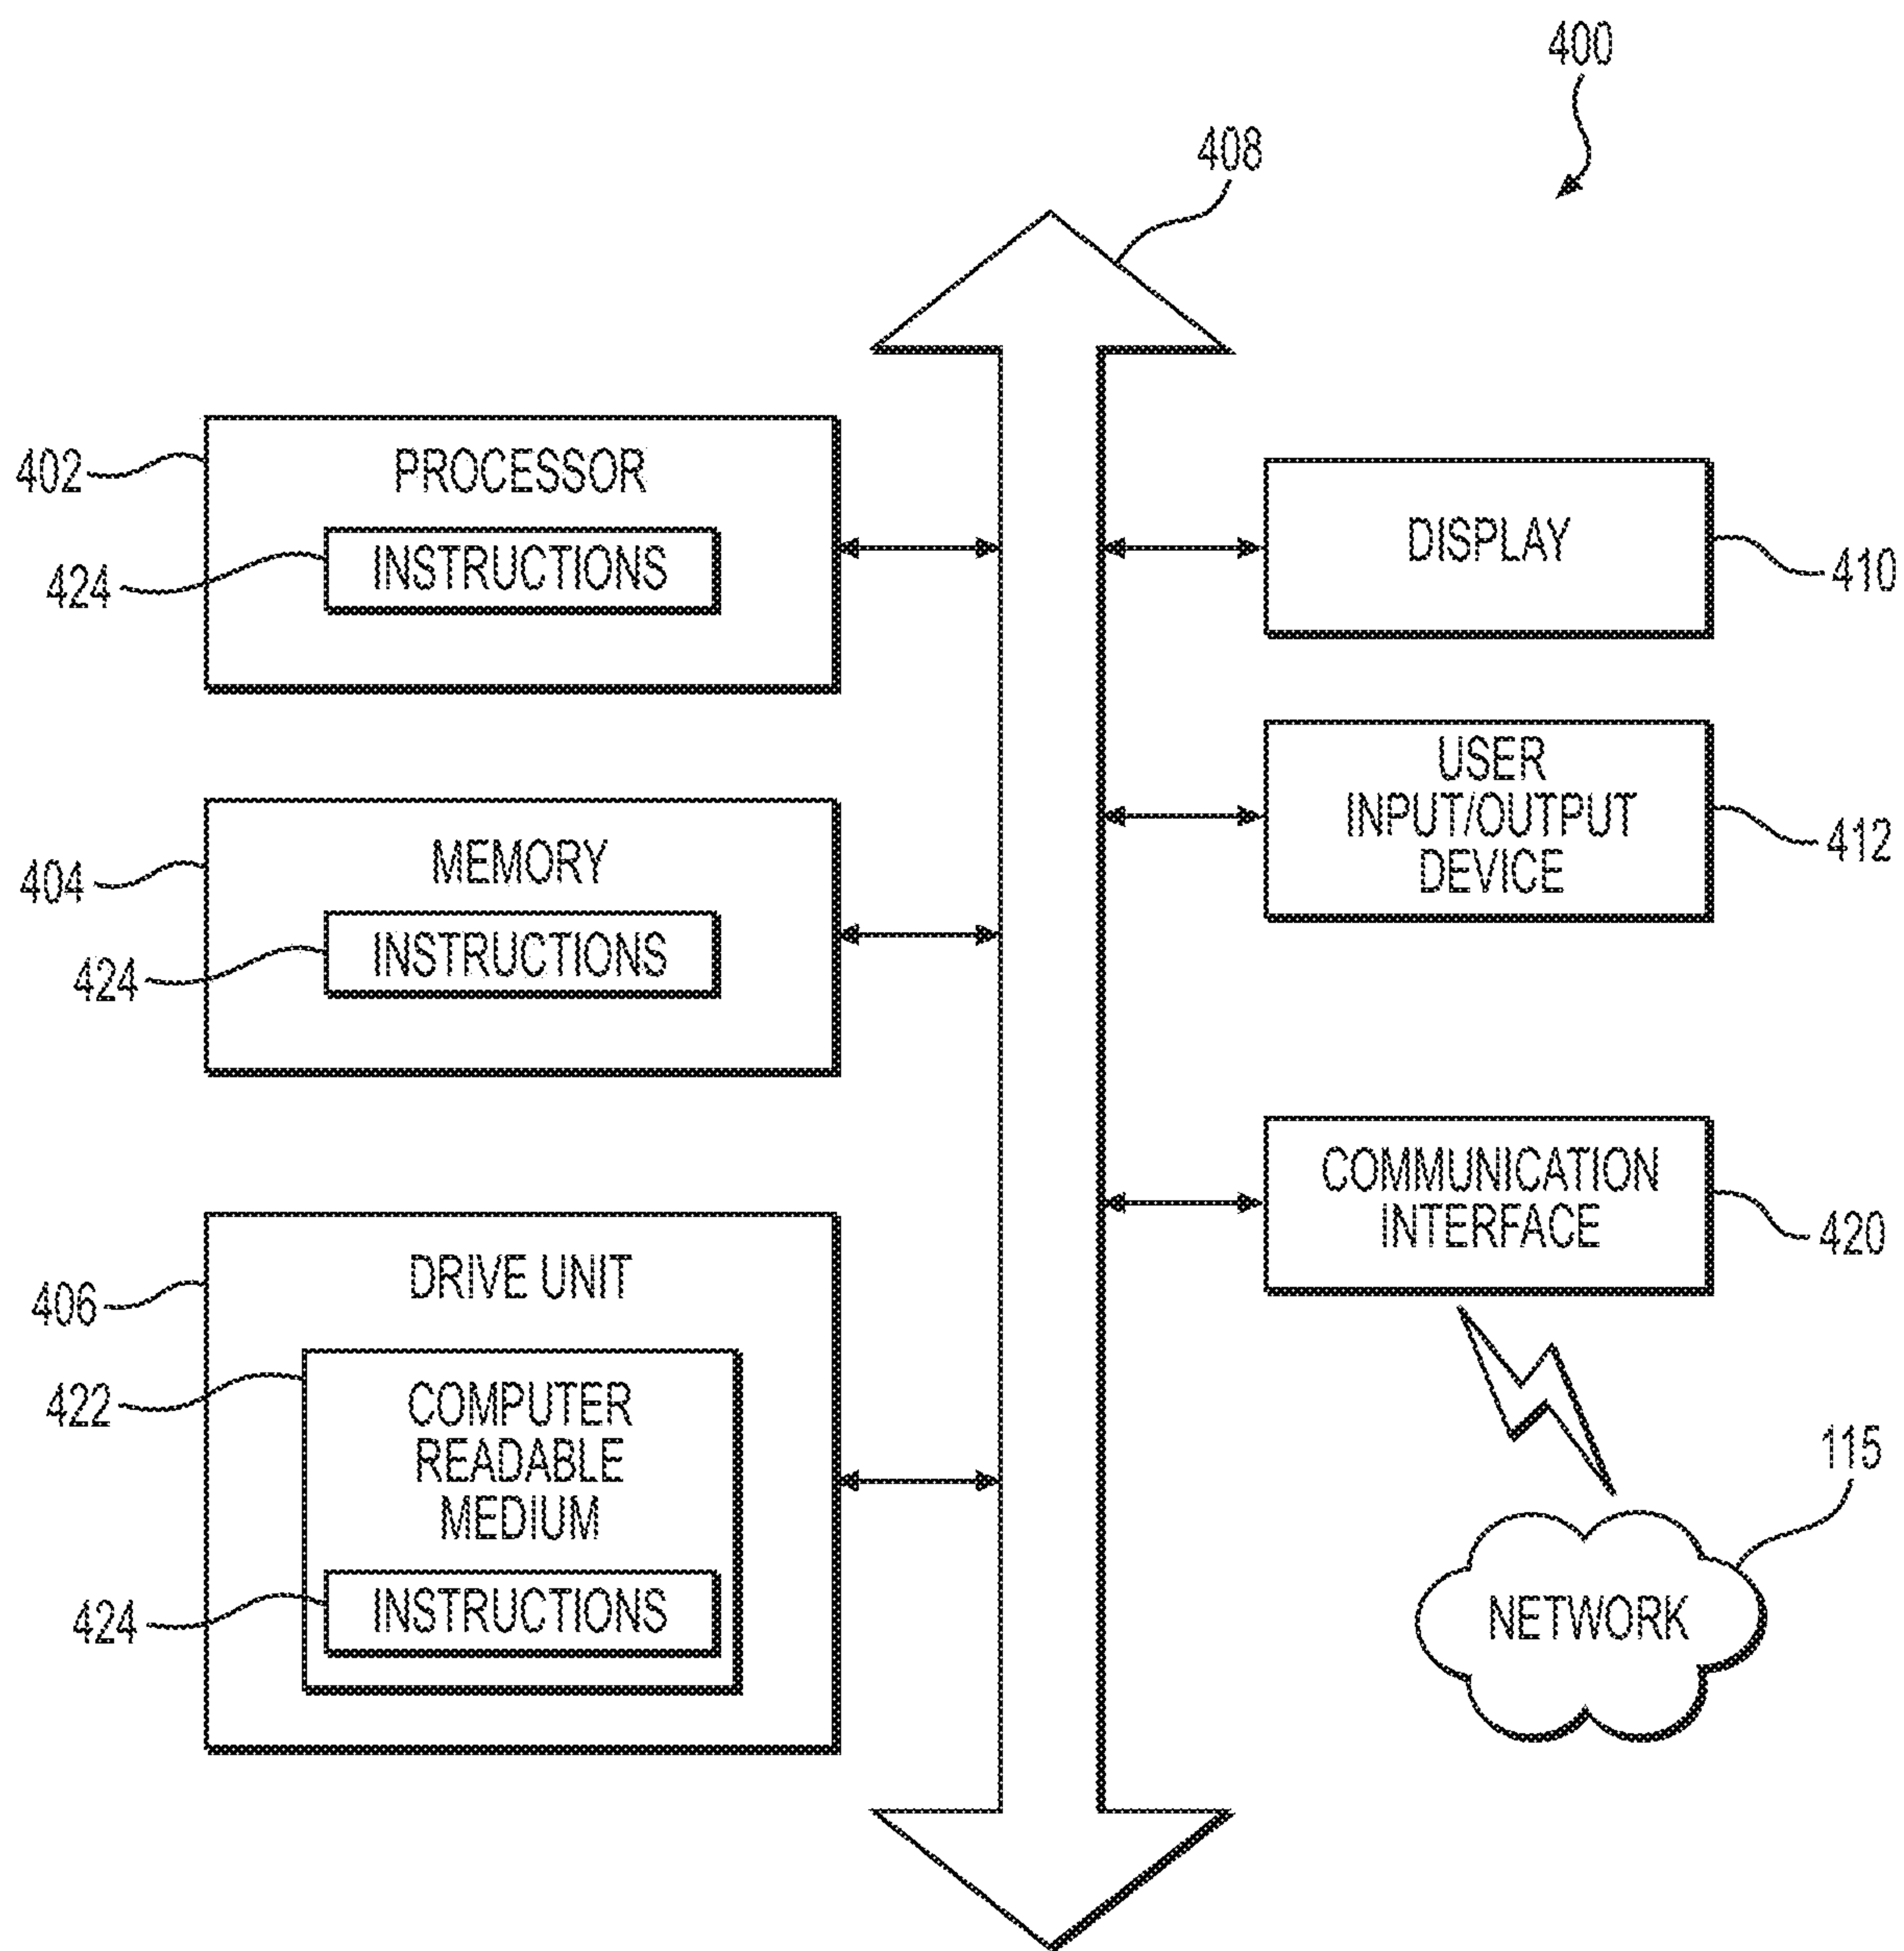 400
408
402
PROCESSOR
424
INSTRUCTIONS
DISPLAY
410
404
MEMORY
424
INSTRUCTIONS
USER
INPUT/OUTPUT
DEVICE
412
406
DRIVE UNIT
422
COMPUTER
READABLE
MEDIUM
424
INSTRUCTIONS
COMMUNICATION
INTERFACE
420
115
NETWORK